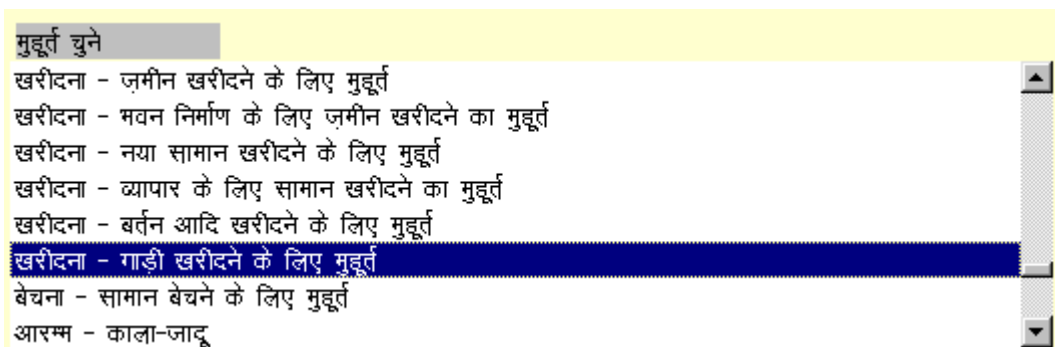 मुहूर्त चुने
खरीदना - ज़मीन खरीदने के लिए मुहूर्त
खरीदना - भवन निर्माण के लिए ज़मीन खरीदने का मुहूर्त
खरीदना - नया सा़मान खरीदने के लिए मुहूर्त
खरीदना - व्यापार के लिए सा़मान खरीदने का मुहूर्त
खरीदना - बर्तन आदि खरीदने के लिए मुहूर्त
खरीदना - गाड़ी खरीदने के लिए मुहूर्त
बेचना - सा़मान बेचने के लिए मुहूर्त
आरम्भ - काला़-जादू